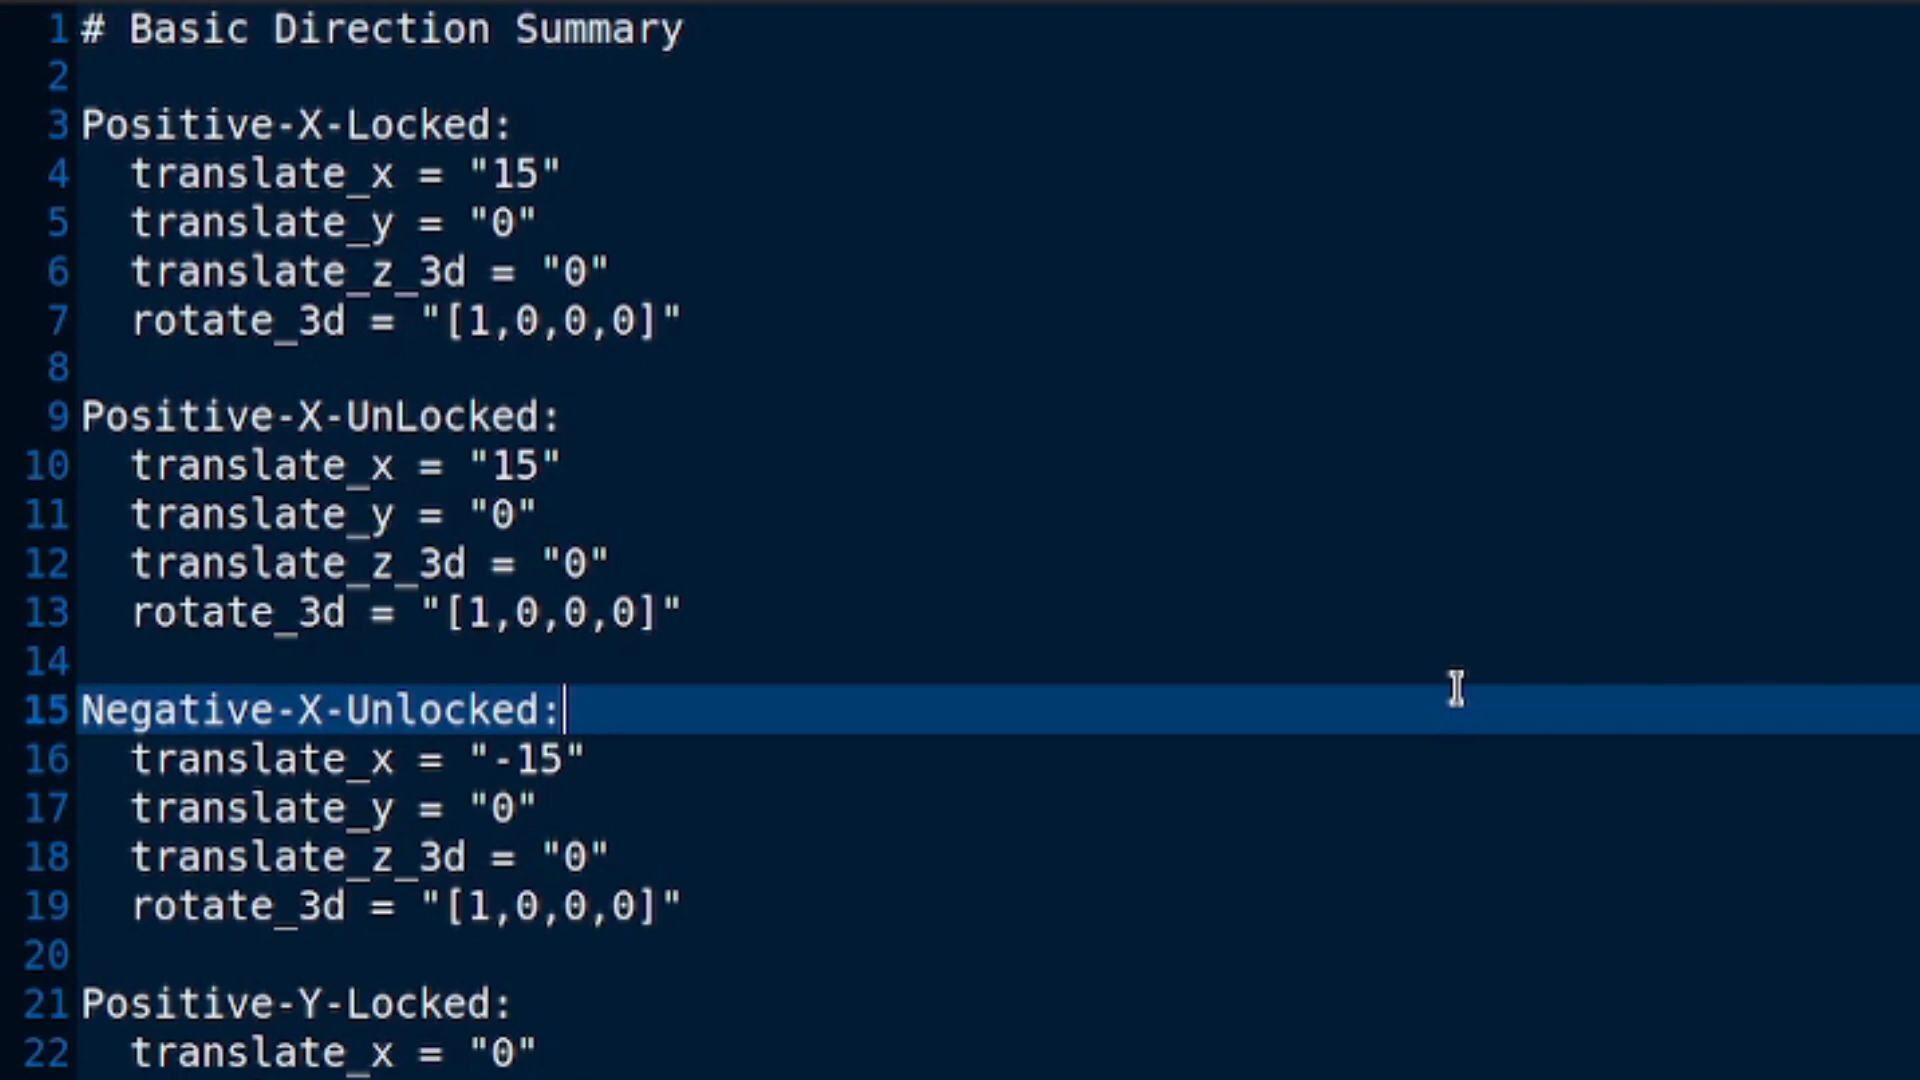 1 # Basic Direction Summary
2
3 Positive-X-Locked:
4   translate_x = "15"
5   translate_y = "0"
6   translate_z_3d = "0"
7   rotate_3d = "[1,0,0,0]"
8
9 Positive-X-UnLocked:
10   translate_x = "15"
11   translate_y = "0"
12   translate_z_3d = "0"
13   rotate_3d = "[1,0,0,0]"
14
15 Negative-X-Unlocked:
16   translate_x = "-15"
17   translate_y = "0"
18   translate_z_3d = "0"
19   rotate_3d = "[1,0,0,0]"
20
21 Positive-Y-Locked:
22   translate_x = "0"